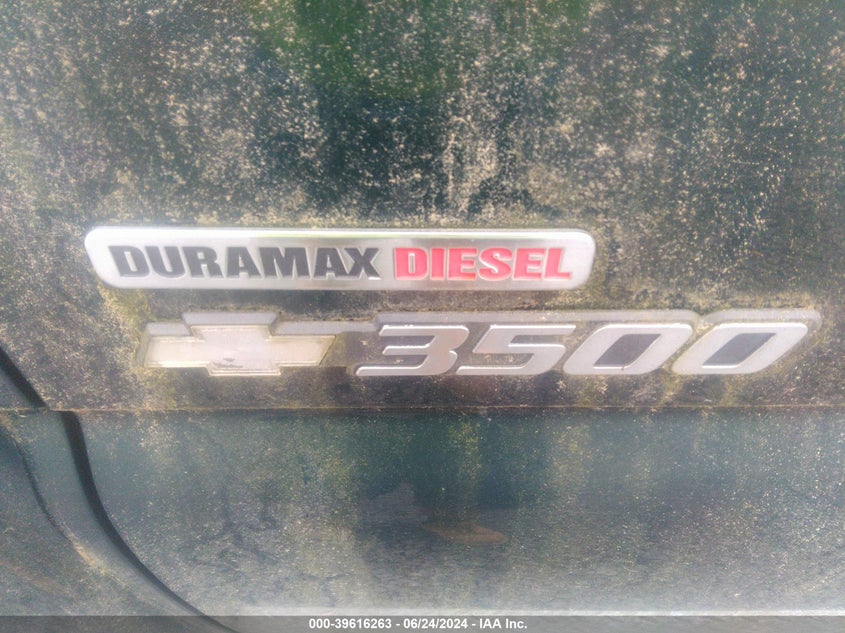 DURAMAX DIESEL
3500
000-39616263 / 06/24/2024 - IAA Inc.